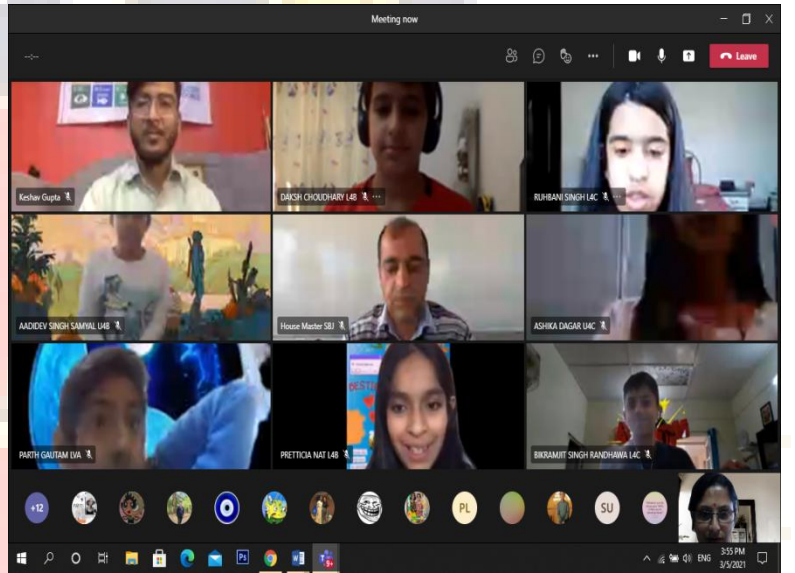 Meeting now
--:--
Leave
Keshav Gupta
DAKSH CHOUDHARY L4B
RUHBANI SINGH L4C
AADIDEV SINGH SAMYAL U4B
House Master SBJ
ASHIKA DAGAR U4C
PARTH GAUTAM LVA
PRETTICIA NAT L4B
BIKRAMJIT SINGH RANDHAWA L4C
+12
PL
SU
Ps
9+
ENG
3:55 PM
3/5/2021